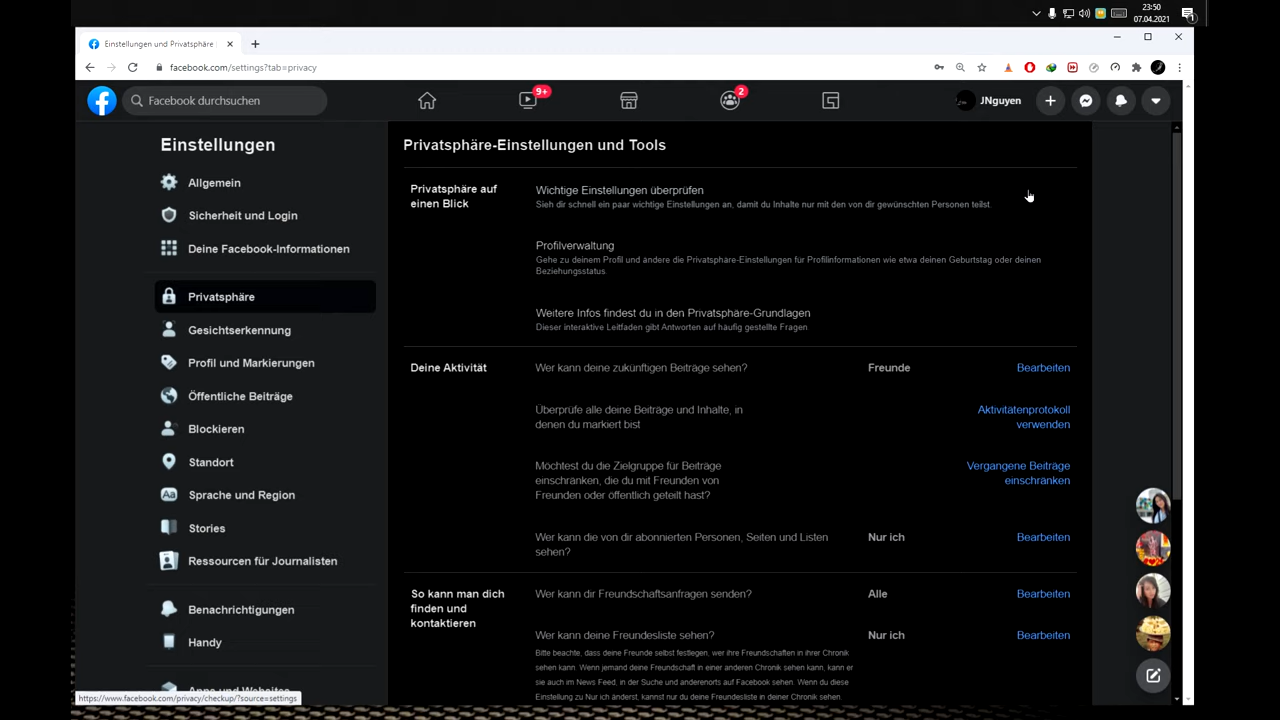 23:50
07.04.2021
1
Einstellungen und Privatsphäre
facebook.com/settings?tab=privacy
Facebook durchsuchen
9+
2
JNguyen
Einstellungen
Allgemein
Sicherheit und Login
Deine Facebook-Informationen
Privatsphäre
Gesichtserkennung
Profil und Markierungen
Öffentliche Beiträge
Blockieren
Standort
Aa
Sprache und Region
Stories
Ressourcen für Journalisten
Benachrichtigungen
Handy
Apps und Websites
Privatsphäre-Einstellungen und Tools
Privatsphäre auf
einen Blick
Wichtige Einstellungen überprüfen
Sieh dir schnell ein paar wichtige Einstellungen an, damit du Inhalte nur mit den von dir gewünschten Personen teilst
Profilverwaltung
Gehe zu deinem Profil und andere die Privatsphäre-Einstellungen für Profilinformationen wie etwa deinen Geburtstag oder deinen
Beziehungsstatus
Weitere Infos findest du in den Privatsphäre-Grundlagen
Dieser interaktive Leitfaden gibt Antworten auf häufig gestellte Fragen
Deine Aktivität
Wer kann deine zukünftigen Beiträge sehen?
Freunde
Bearbeiten
Überprüfe alle deine Beiträge und Inhalte, in
denen du markiert bist
Aktivitätenprotokoll
verwenden
Möchtest du die Zielgruppe für Beiträge
einschränken, die du mit Freunden von
Freunden oder öffentlich geteilt hast?
Vergangene Beiträge
einschränken
Wer kann die von dir abonnierten Personen, Seiten und Listen
sehen?
Nur ich
Bearbeiten
So kann man dich
finden und
kontaktieren
Wer kann dir Freundschaftsanfragen senden?
Alle
Bearbeiten
Wer kann deine Freundesliste sehen?
Nur ich
Bearbeiten
Bitte beachte, dass deine Freunde selbst festlegen, wer ihre Freundschaften in ihrer Chronik
sehen kann. Wenn jemand deine Freundschaft in einer anderen Chronik sehen kann, kann er
sie auch im News Feed, in der Suche und anderenorts auf Facebook sehen. Wenn du diese
Einstellung zu Nur ich änderst, kannst nur du deine Freundesliste in deiner Chronik sehen.
https://www.facebook.com/privacy/checkup/?source=settings